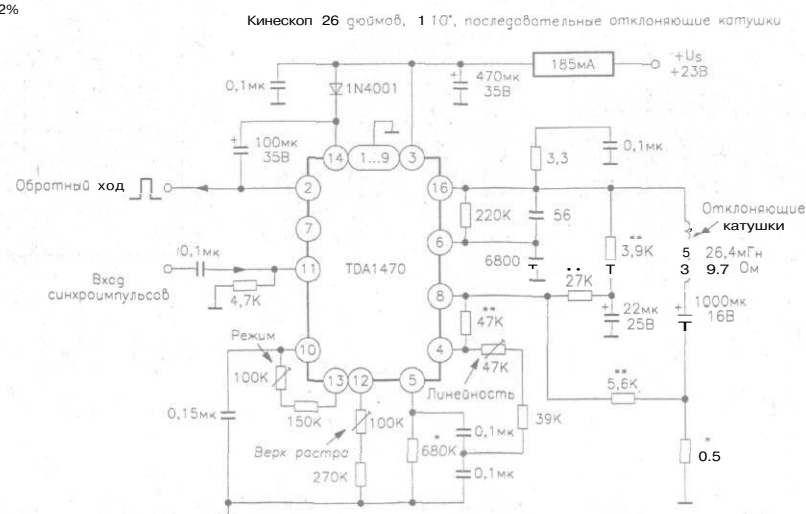 2%
Кинескоп 26 дюймов, 110°, последовательные отклоняющие катушки
+Us
+23В
185мА
0,1мк
1N4001
470мк
35В
100мк
35В
14
1...9
3
3,3
0,1мк
Обратный ход
2
16
7
220К
56
6
6800
Отклоняющие
катушки
3,9К
26,4мГн
9.7 Ом
0,1мк
Вход
синхроимпульсов
11
4,7К
TDA1470
8
27К
22мк
25В
1000мк
16В
47К
Режим
10
4
47К
Линейность
100К
13
12
5
5,6К
0,15мк
150К
100К
39К
Верх растра
270К
680К
0,1мк
0,1мк
0.5